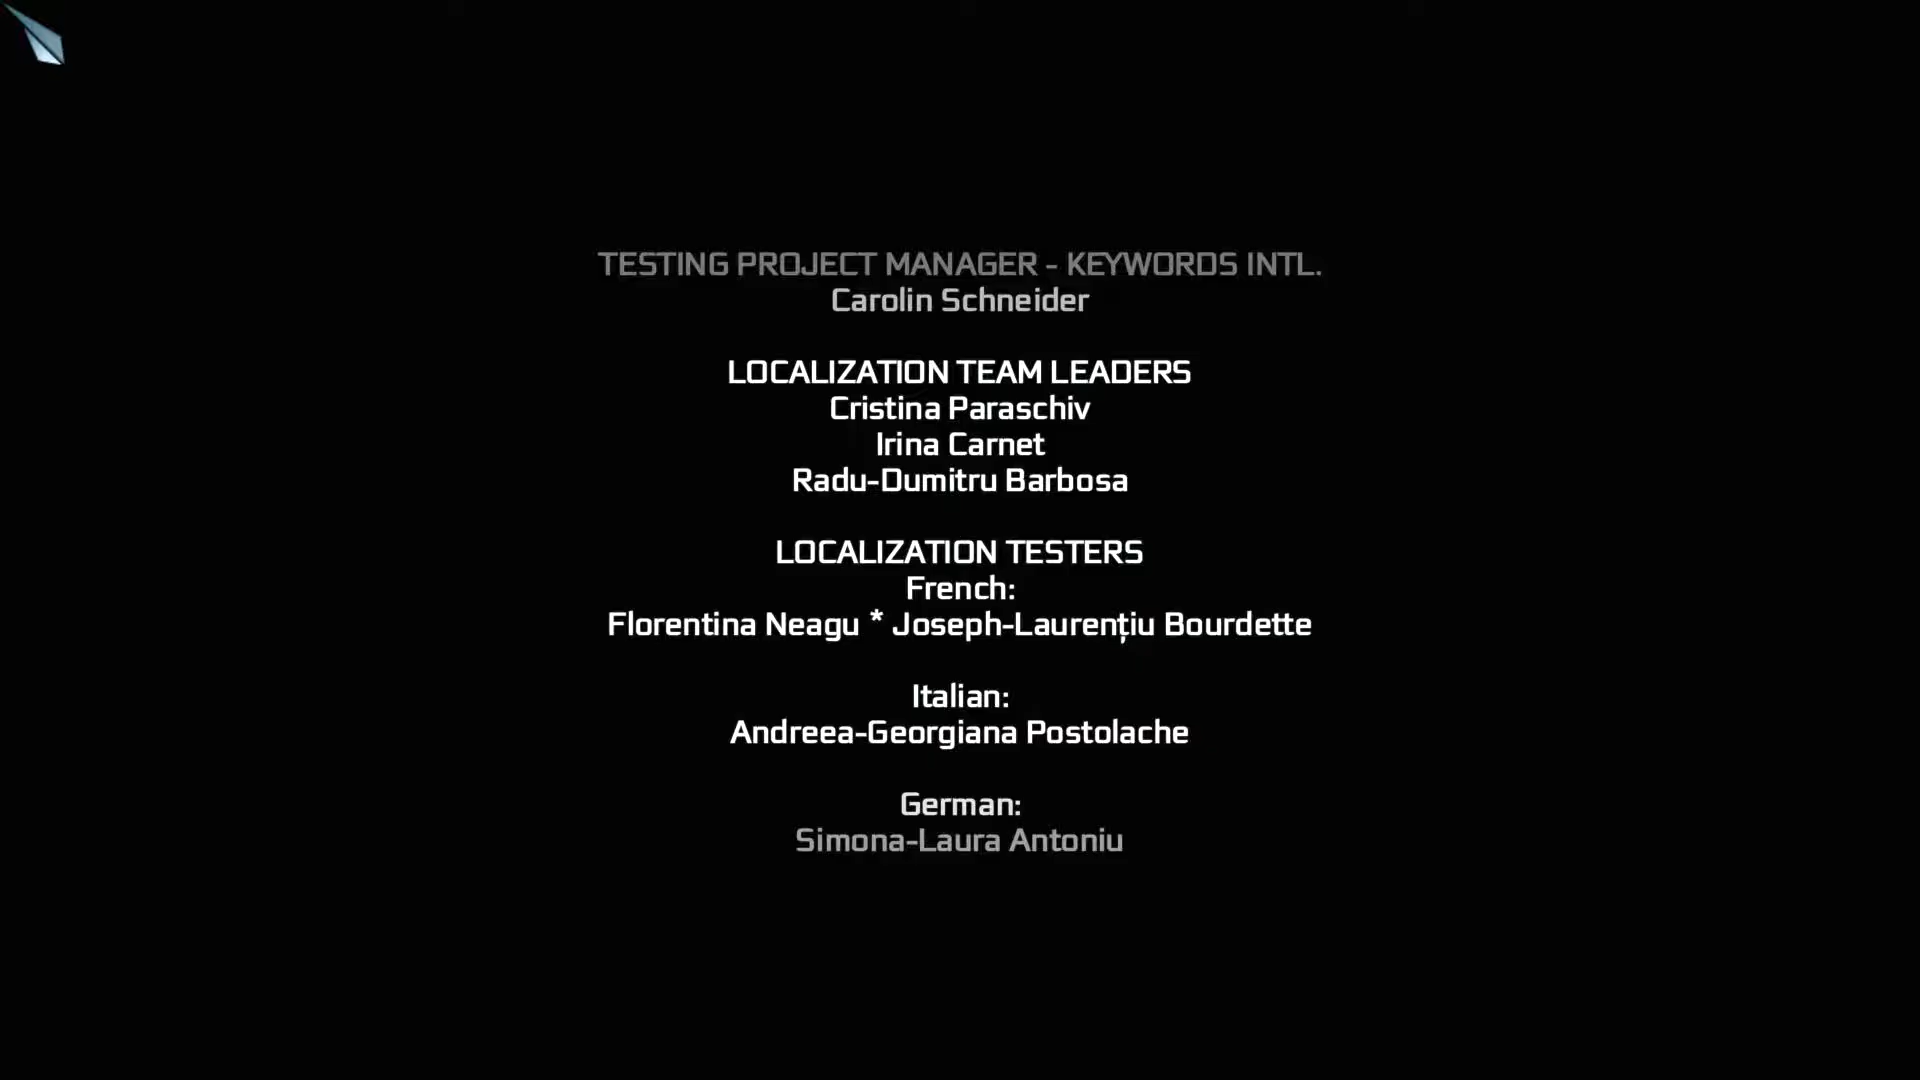 TESTING PROJECT MANAGER - KEYWORDS INTL.
Carolin Schneider
LOCALIZATION TEAM LEADERS
Cristina Paraschiv
Irina Carnet
Radu-Dumitru Barbosa
LOCALIZATION TESTERS
French:
Florentina Neagu * Joseph-Laurențiu Bourdette
Italian:
Andreea-Georgiana Postolache
German:
Simona-Laura Antoniu